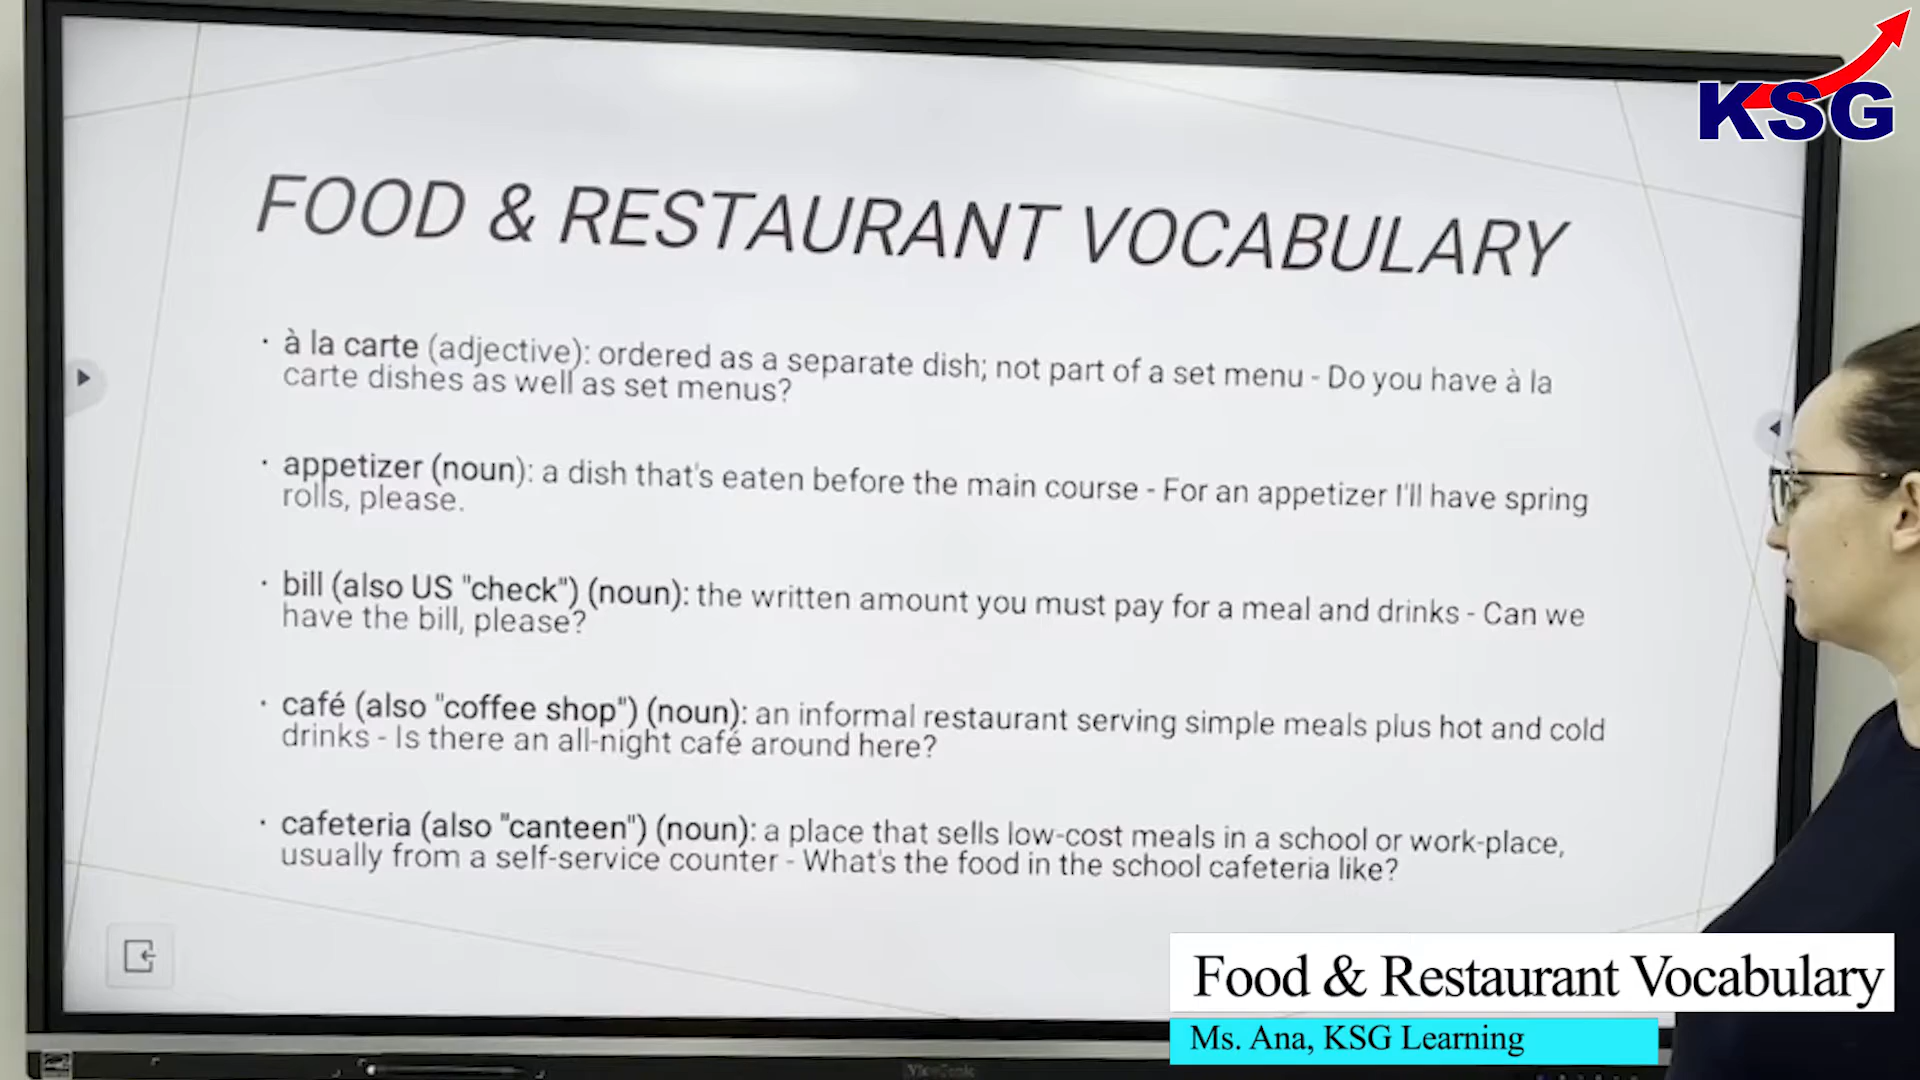 KSG
FOOD & RESTAURANT VOCABULARY
· à la carte (adjective): ordered as a separate dish; not part of a set menu - Do you have à la
carte dishes as well as set menus?
· appetizer (noun): a dish that's eaten before the main course - For an appetizer I'll have spring
rolls, please.
· bill (also US "check") (noun): the written amount you must pay for a meal and drinks - Can we
have the bill, please?
· café (also "coffee shop") (noun): an informal restaurant serving simple meals plus hot and cold
drinks - Is there an all-night café around here?
· cafeteria (also "canteen") (noun): a place that sells low-cost meals in a school or work-place,
usually from a self-service counter - What's the food in the school cafeteria like?
Food & Restaurant Vocabulary
Ms. Ana, KSG Learning
ViewSonic